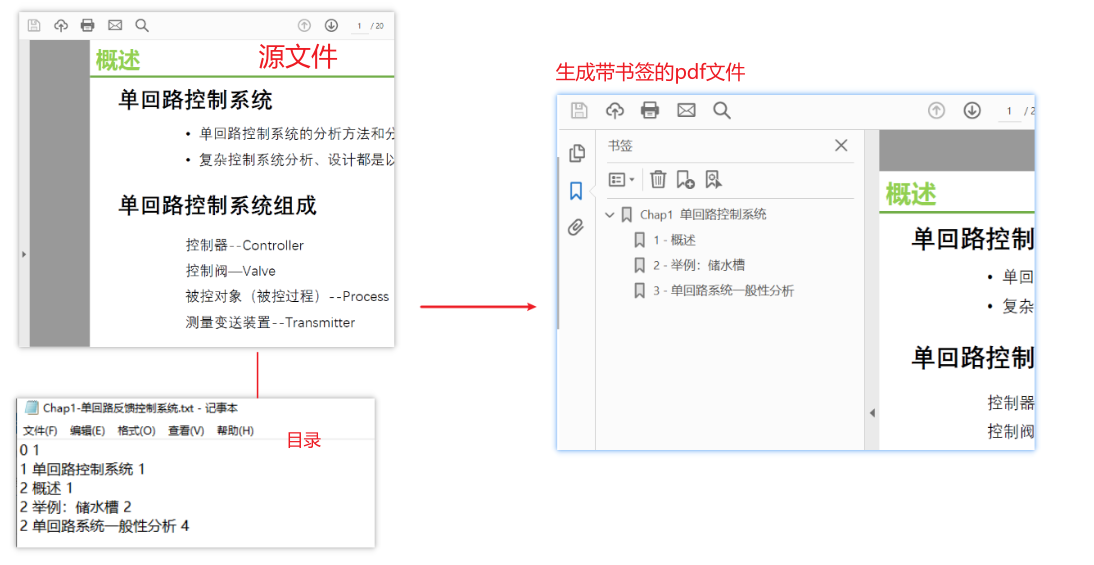 1 / 20
概述
源文件
单回路控制系统
• 单回路控制系统的分析方法和
• 复杂控制系统分析、设计都是
单回路控制系统组成
控制器--Controller
控制阀—Valve
被控对象（被控过程）--Process
测量变送装置--Transmitter
Chap1-单回路反馈控制系统.txt - 记事本
文件(F) 编辑(E) 格式(O) 查看(V) 帮助(H)
目录
0 1
1 单回路控制系统 1
2 概述 1
2 举例：储水槽 2
2 单回路系统一般性分析 4
生成带书签的pdf文件
1 / 2
书签
Chap1 单回路控制系统
1 - 概述
2 - 举例：储水槽
3 - 单回路系统一般性分析
概述
单回路控制
• 单回
• 复杂
单回路控制
控制器
控制阀